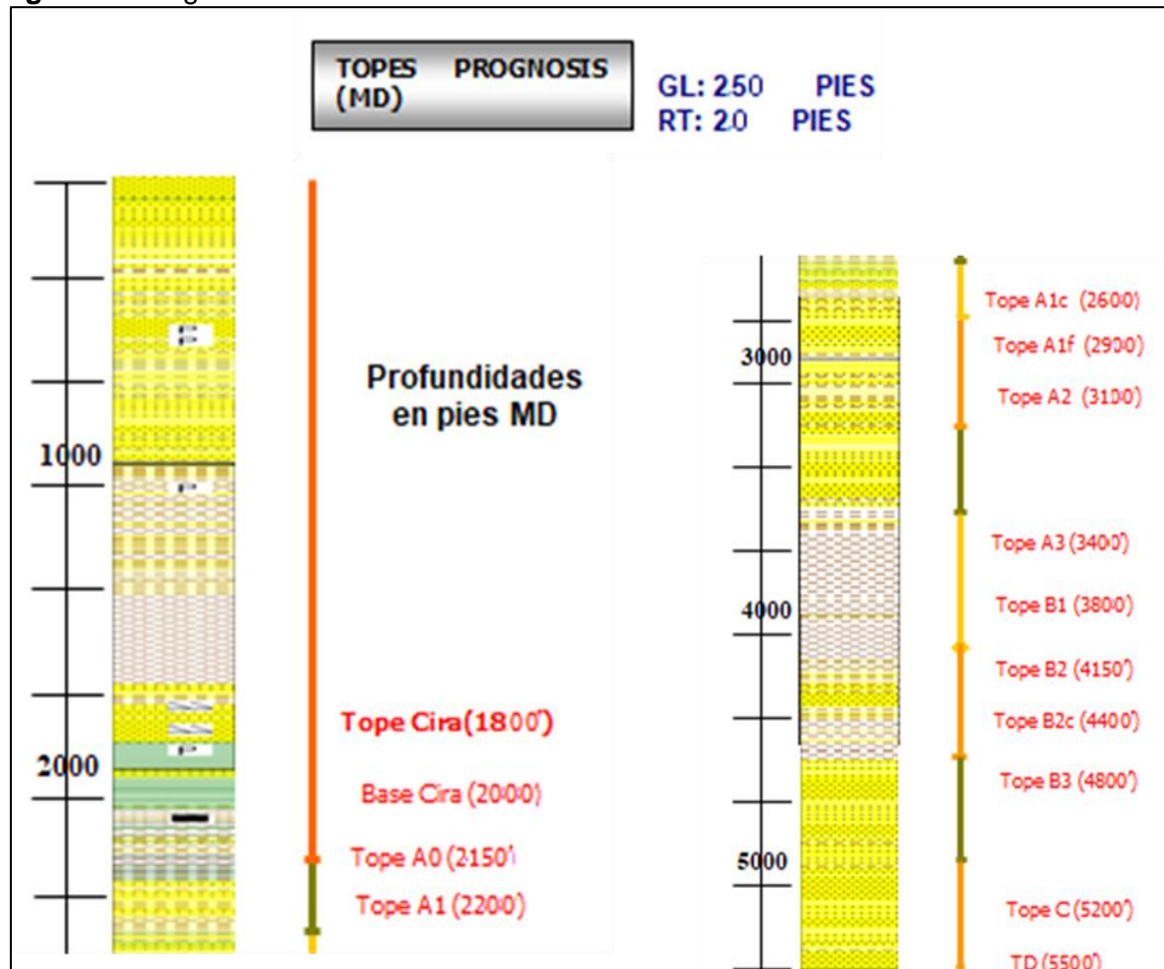 TOPES PROGNOSIS
(MD)
GL: 250 PIES
RT: 20 PIES
Profundidades
en pies MD
1000
2000
Tope Cira(1800')
Base Cira (2000)
Tope A0 (2150'
Tope A1 (2200)
3000
4000
5000
Tope A1c (2600)
Tope A1f (2900)
Tope A2 (3100)
Tope A3 (3400')
Tope B1 (3800)
Tope B2 (4150')
Tope B2c (4400')
Tope B3 (4800')
Tope C (5200')
TD (5500')